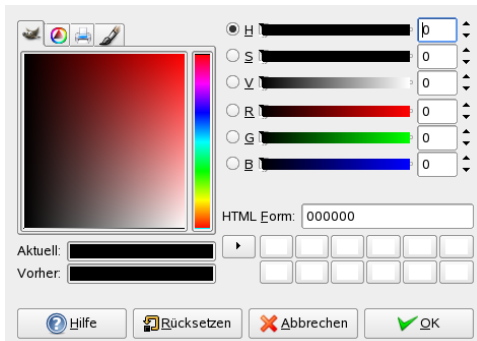 H 0
S 0
V 0
R 0
G 0
B 0
HTML Form: 000000
Aktuell:
Vorher:
Hilfe Rücksetzen Abbrechen OK